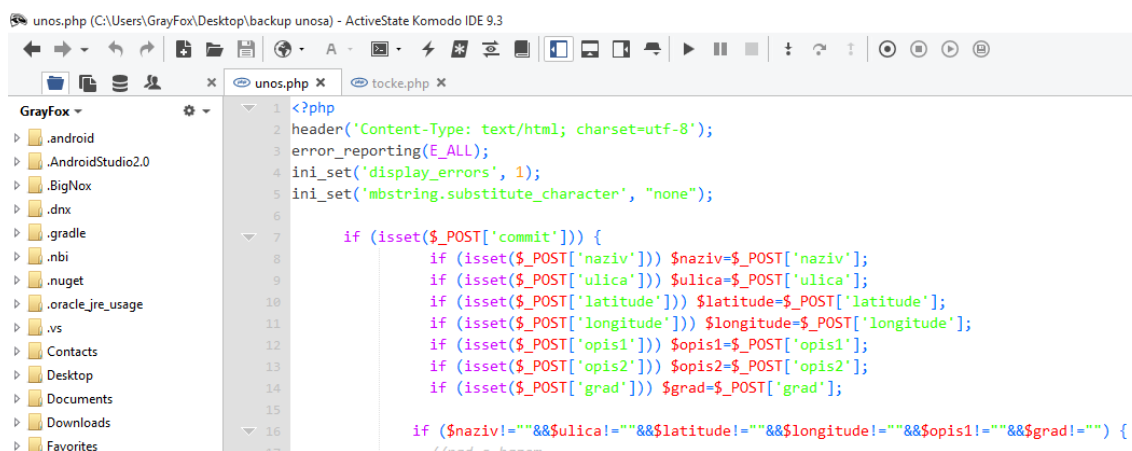 unos.php (C:\Users\GrayFox\Desktop\backup unosa) - ActiveState Komodo IDE 9.3
unos.php
tocke.php
GrayFox
.android
.AndroidStudio2.0
.BigNox
.dnx
.gradle
.nbi
.nuget
.oracle_jre_usage
.vs
Contacts
Desktop
Documents
Downloads
Favorites
1 <?php
2 header('Content-Type: text/html; charset=utf-8');
3 error_reporting(E_ALL);
4 ini_set('display_errors', 1);
5 ini_set('mbstring.substitute_character', "none");
6
7 if (isset($_POST['commit'])) {
8 if (isset($_POST['naziv'])) $naziv=$_POST['naziv'];
9 if (isset($_POST['ulica'])) $ulica=$_POST['ulica'];
10 if (isset($_POST['latitude'])) $latitude=$_POST['latitude'];
11 if (isset($_POST['longitude'])) $longitude=$_POST['longitude'];
12 if (isset($_POST['opis1'])) $opis1=$_POST['opis1'];
13 if (isset($_POST['opis2'])) $opis2=$_POST['opis2'];
14 if (isset($_POST['grad'])) $grad=$_POST['grad'];
15
16 if ($naziv!=""&&$ulica!=""&&$latitude!=""&&$longitude!=""&&$opis1!=""&&$grad!="") {